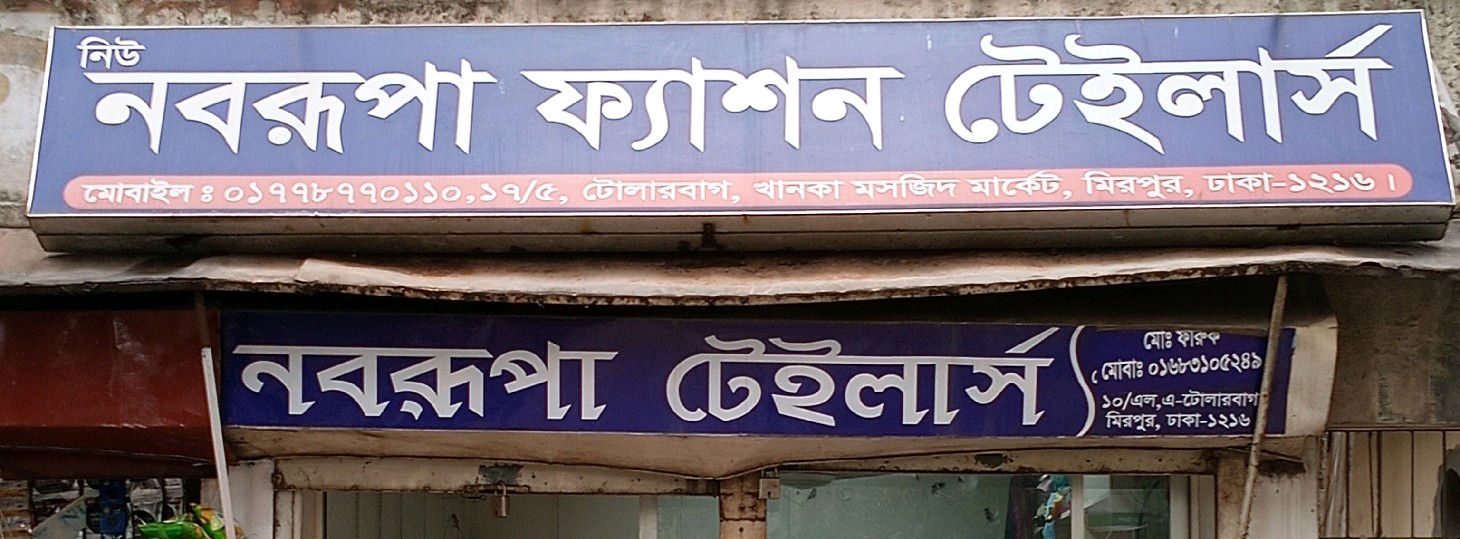 নিউ
নবরূপা ফ্যাশন টেইলার্স
মোবাইল : ০১৭৭৮৭৭০১১০,১৭/৫, টোলারবাগ, খানকা মসজিদ মার্কেট, মিরপুর, ঢাকা-১২১৬।
নবরূপা টেইলার্স
মোঃ ফারুক
মোবাঃ ০১৬৮৩১০৫২৪৯
১০/এল,এ-টোলারবাগ
মিরপুর, ঢাকা-১২১৬